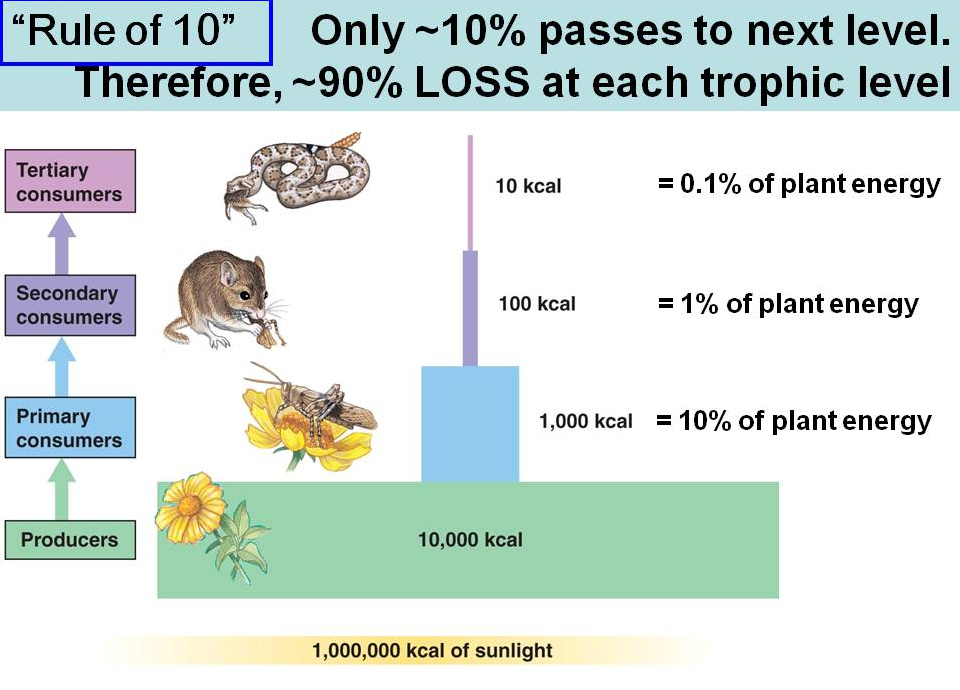 “Rule of 10”
Only ~10% passes to next level.
Therefore, ~90% LOSS at each trophic level
Tertiary
consumers
10 kcal
= 0.1% of plant energy
Secondary
consumers
100 kcal
= 1% of plant energy
Primary
consumers
1,000 kcal
= 10% of plant energy
Producers
10,000 kcal
1,000,000 kcal of sunlight